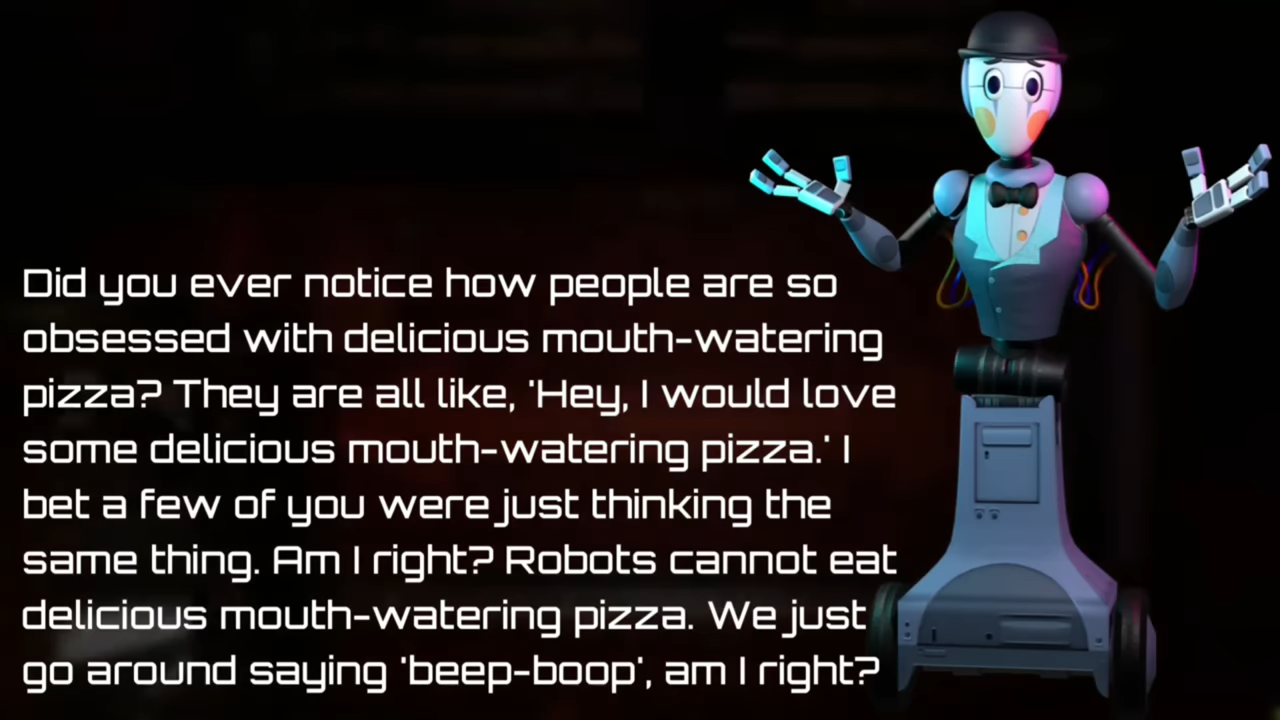 Did you ever notice how people are so
obsessed with delicious mouth-watering
pizza? They are all like, 'Hey, I would love
some delicious mouth-watering pizza.' I
bet a few of you were just thinking the
same thing. Am I right? Robots cannot eat
delicious mouth-watering pizza. We just
go around saying 'beep-boop', am I right?